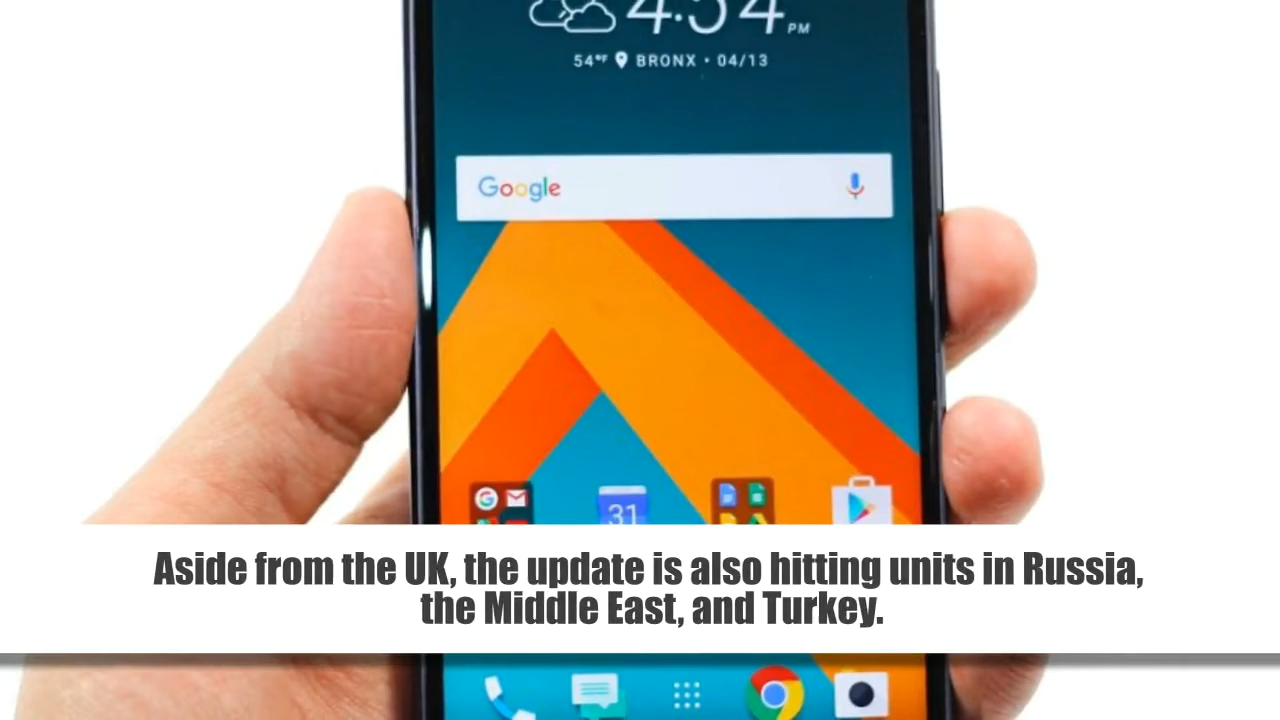 4:54 PM
54°F BRONX • 04/13
Google
G M
31
Aside from the UK, the update is also hitting units in Russia,
the Middle East, and Turkey.